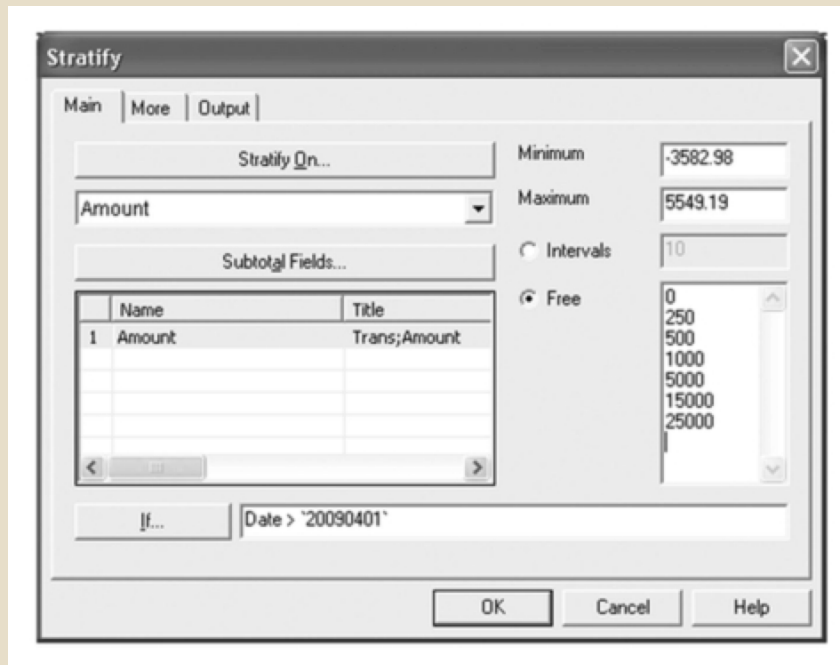 Stratify
Main More Output
Stratify On...
Amount
Subtotal Fields...
Name Title
1 Amount Trans;Amount
Minimum -3582.98
Maximum 5549.19
Intervals 10
Free 0
250
500
1000
5000
15000
25000
If... Date > `20090401`
OK Cancel Help